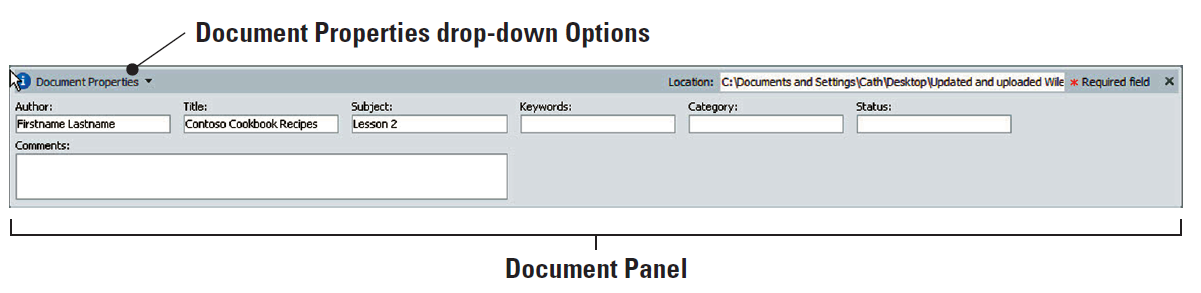 Document Properties drop-down Options
Document Properties Location: C:\Documents and Settings\Cath\Desktop\Updated and uploaded Wile * Required field
Author: Title: Subject: Keywords: Category: Status:
Firstname Lastname Contoso Cookbook Recipes Lesson 2
Comments:
Document Panel